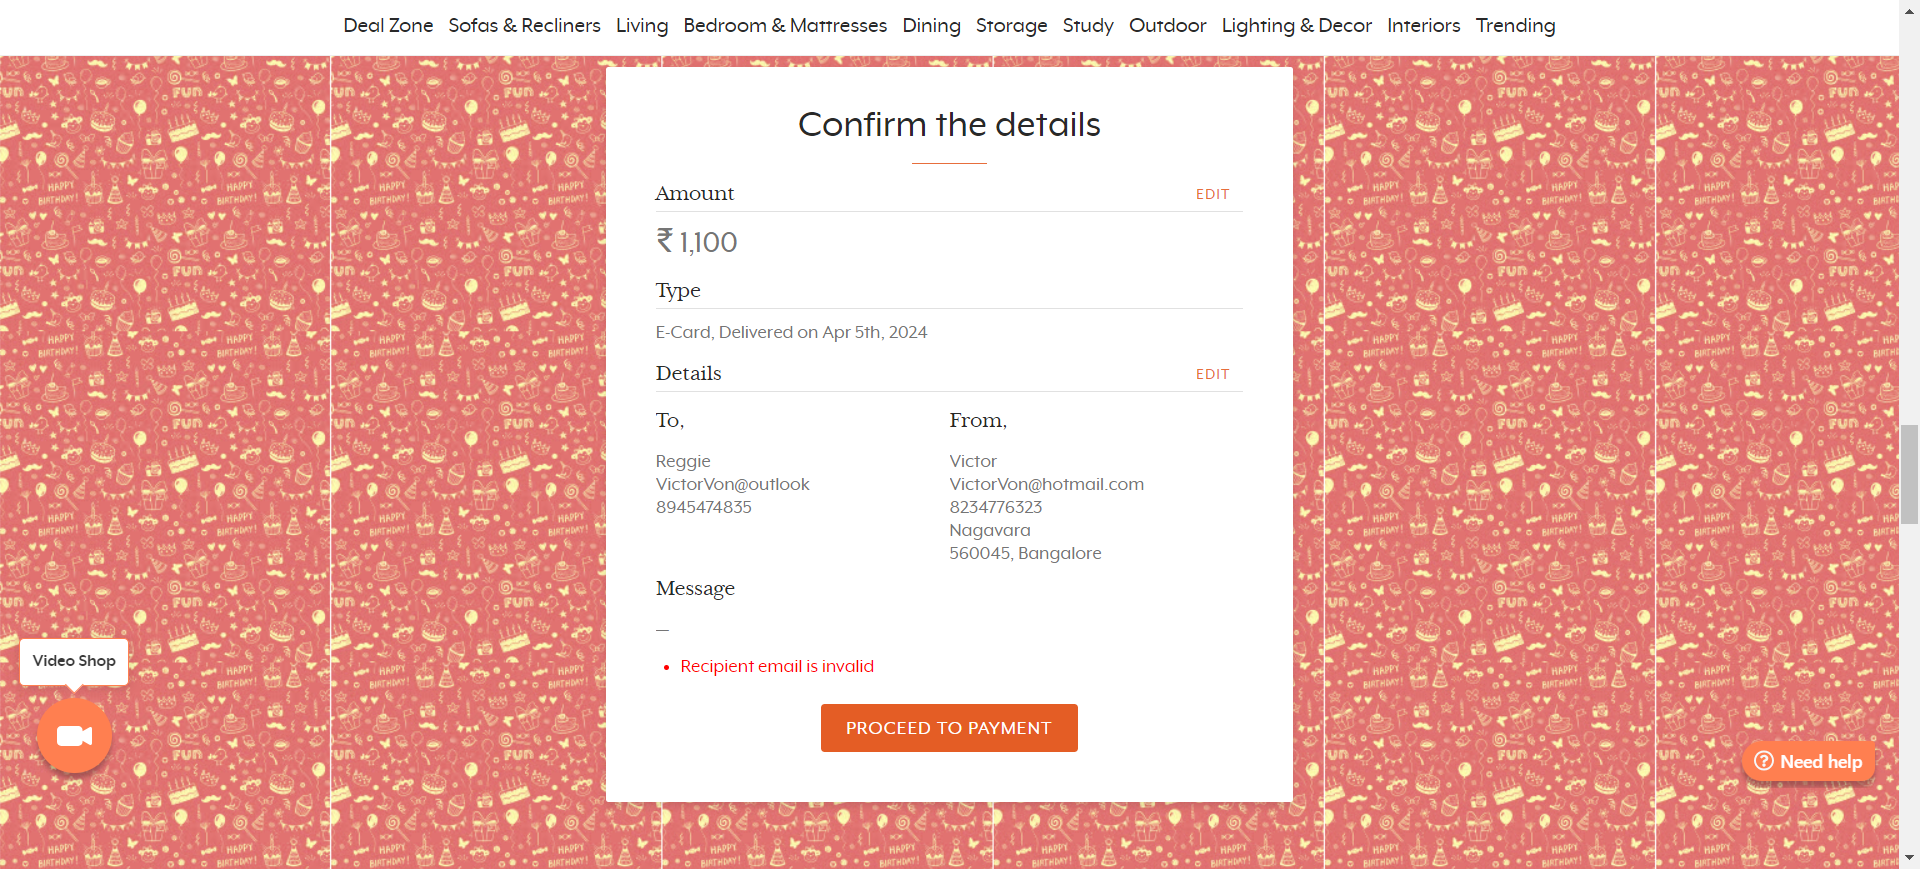 Deal Zone Sofas & Recliners Living Bedroom & Mattresses Dining Storage Study Outdoor Lighting & Decor Interiors Trending
Confirm the details
Amount EDIT
₹ 1,100
Type
E-Card, Delivered on Apr 5th, 2024
Details EDIT
To, From,
Reggie Victor
VictorVon@outlook VictorVon@hotmail.com
8945474835 8234776323
Nagavara
560045, Bangalore
Message
—
• Recipient email is invalid
PROCEED TO PAYMENT
Video Shop
Need help
FUN
HAPPY
BIRTHDAY!